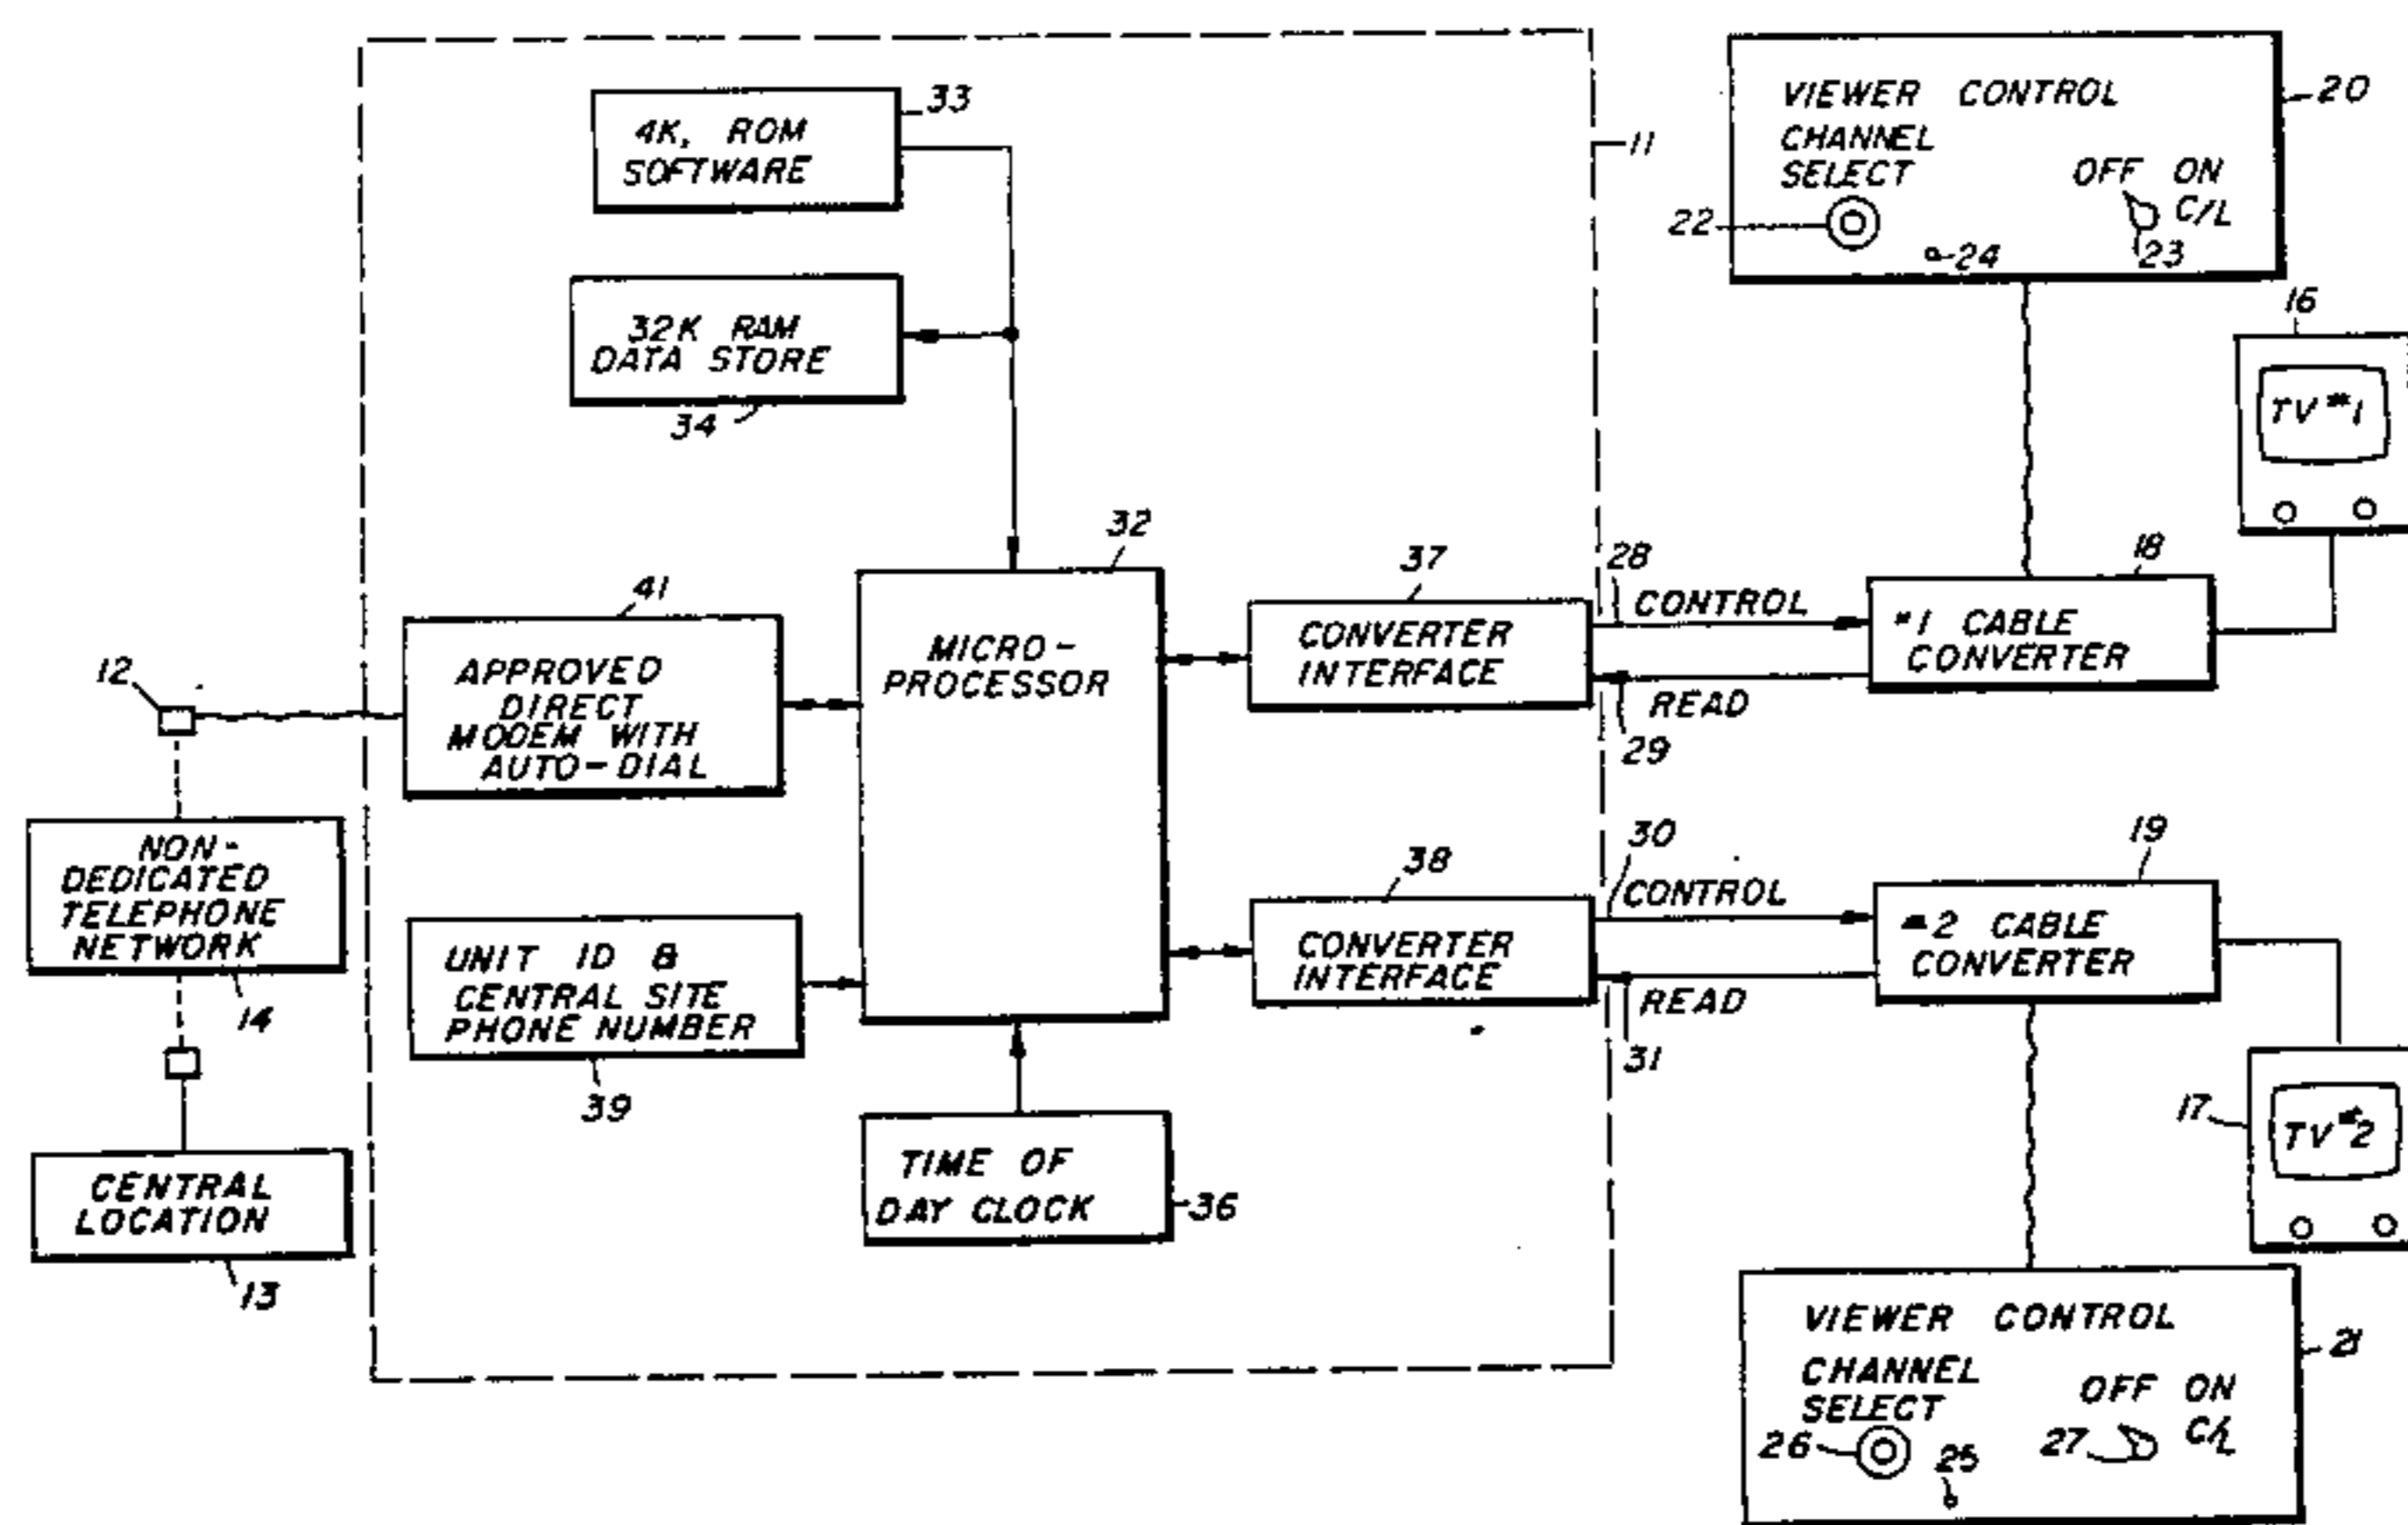 33
4K, ROM
SOFTWARE
32K RAM
DATA STORE
34
11
VIEWER CONTROL
CHANNEL
SELECT
OFF ON
C/L
20
22
24
23
16
TV #1
32
MICRO-
PROCESSOR
41
APPROVED
DIRECT
MODEM WITH
AUTO-DIAL
12
37
CONVERTER
INTERFACE
28
CONTROL
READ
29
18
#1 CABLE
CONVERTER
NON-
DEDICATED
TELEPHONE
NETWORK
14
UNIT ID &
CENTRAL SITE
PHONE NUMBER
39
38
CONVERTER
INTERFACE
30
CONTROL
READ
31
19
#2 CABLE
CONVERTER
CENTRAL
LOCATION
13
TIME OF
DAY CLOCK
36
17
TV #2
VIEWER CONTROL
CHANNEL
SELECT
OFF ON
C/L
21
26
25
27